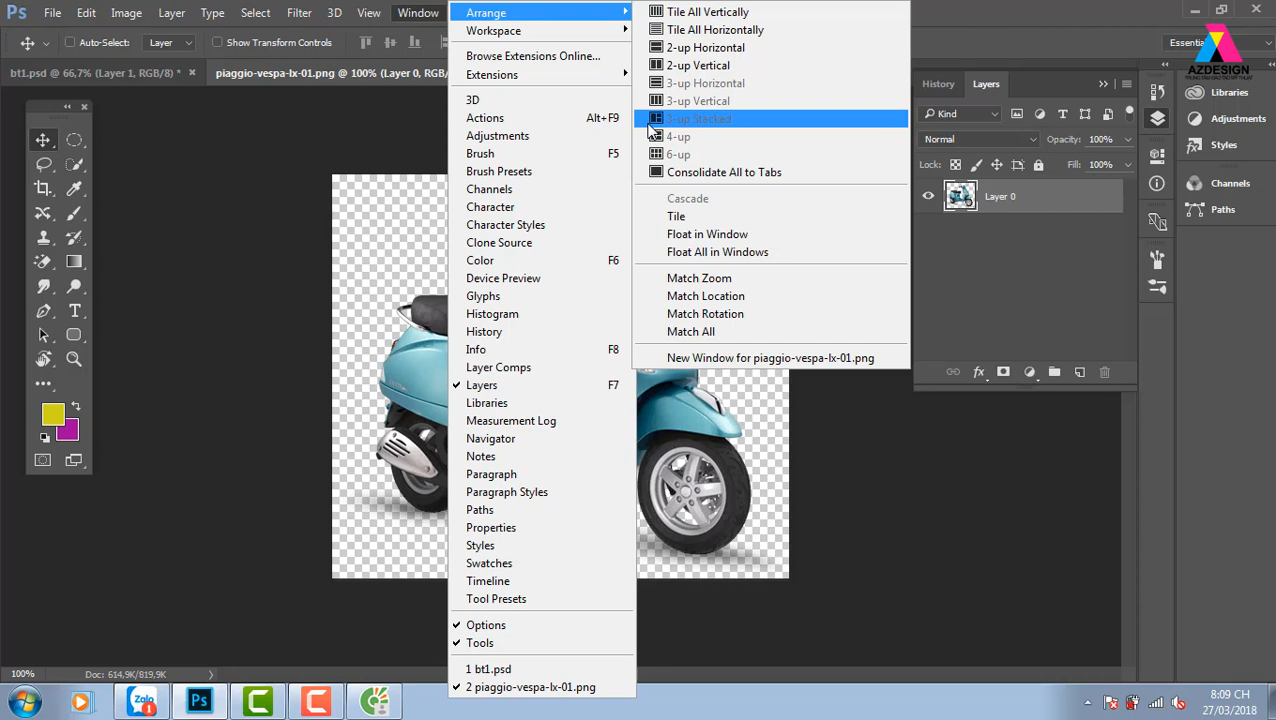 Ps File Edit Image Layer Type Select Filter 3D View Window
Auto-Select: Layer Show Transform Controls
Essenti
AZDESIGN
bt1.psd @ 66,7% (Layer 1, RGB/8) * × piaggio-vespa-lx-01.png @ 100% (Layer 0, RGB/
Arrange
Workspace
Browse Extensions Online...
Extensions
3D
Actions Alt+F9
Adjustments
Brush F5
Brush Presets
Channels
Character
Character Styles
Clone Source
Color F6
Device Preview
Glyphs
Histogram
History
Info F8
Layer Comps
Layers F7
Libraries
Measurement Log
Navigator
Notes
Paragraph
Paragraph Styles
Paths
Properties
Styles
Swatches
Timeline
Tool Presets
Options
Tools
1 bt1.psd
2 piaggio-vespa-lx-01.png
Tile All Vertically
Tile All Horizontally
2-up Horizontal
2-up Vertical
3-up Horizontal
3-up Vertical
3-up Stacked
4-up
6-up
Consolidate All to Tabs
Cascade
Tile
Float in Window
Float All in Windows
Match Zoom
Match Location
Match Rotation
Match All
New Window for piaggio-vespa-lx-01.png
History Layers
Kind
Normal Opacity: 100%
Lock: Fill: 100%
Layer 0
Libraries
Adjustments
Styles
Channels
Paths
100% Doc: 614,9K/819,9K
Zalo
1
Ps
8:09 CH
27/03/2018